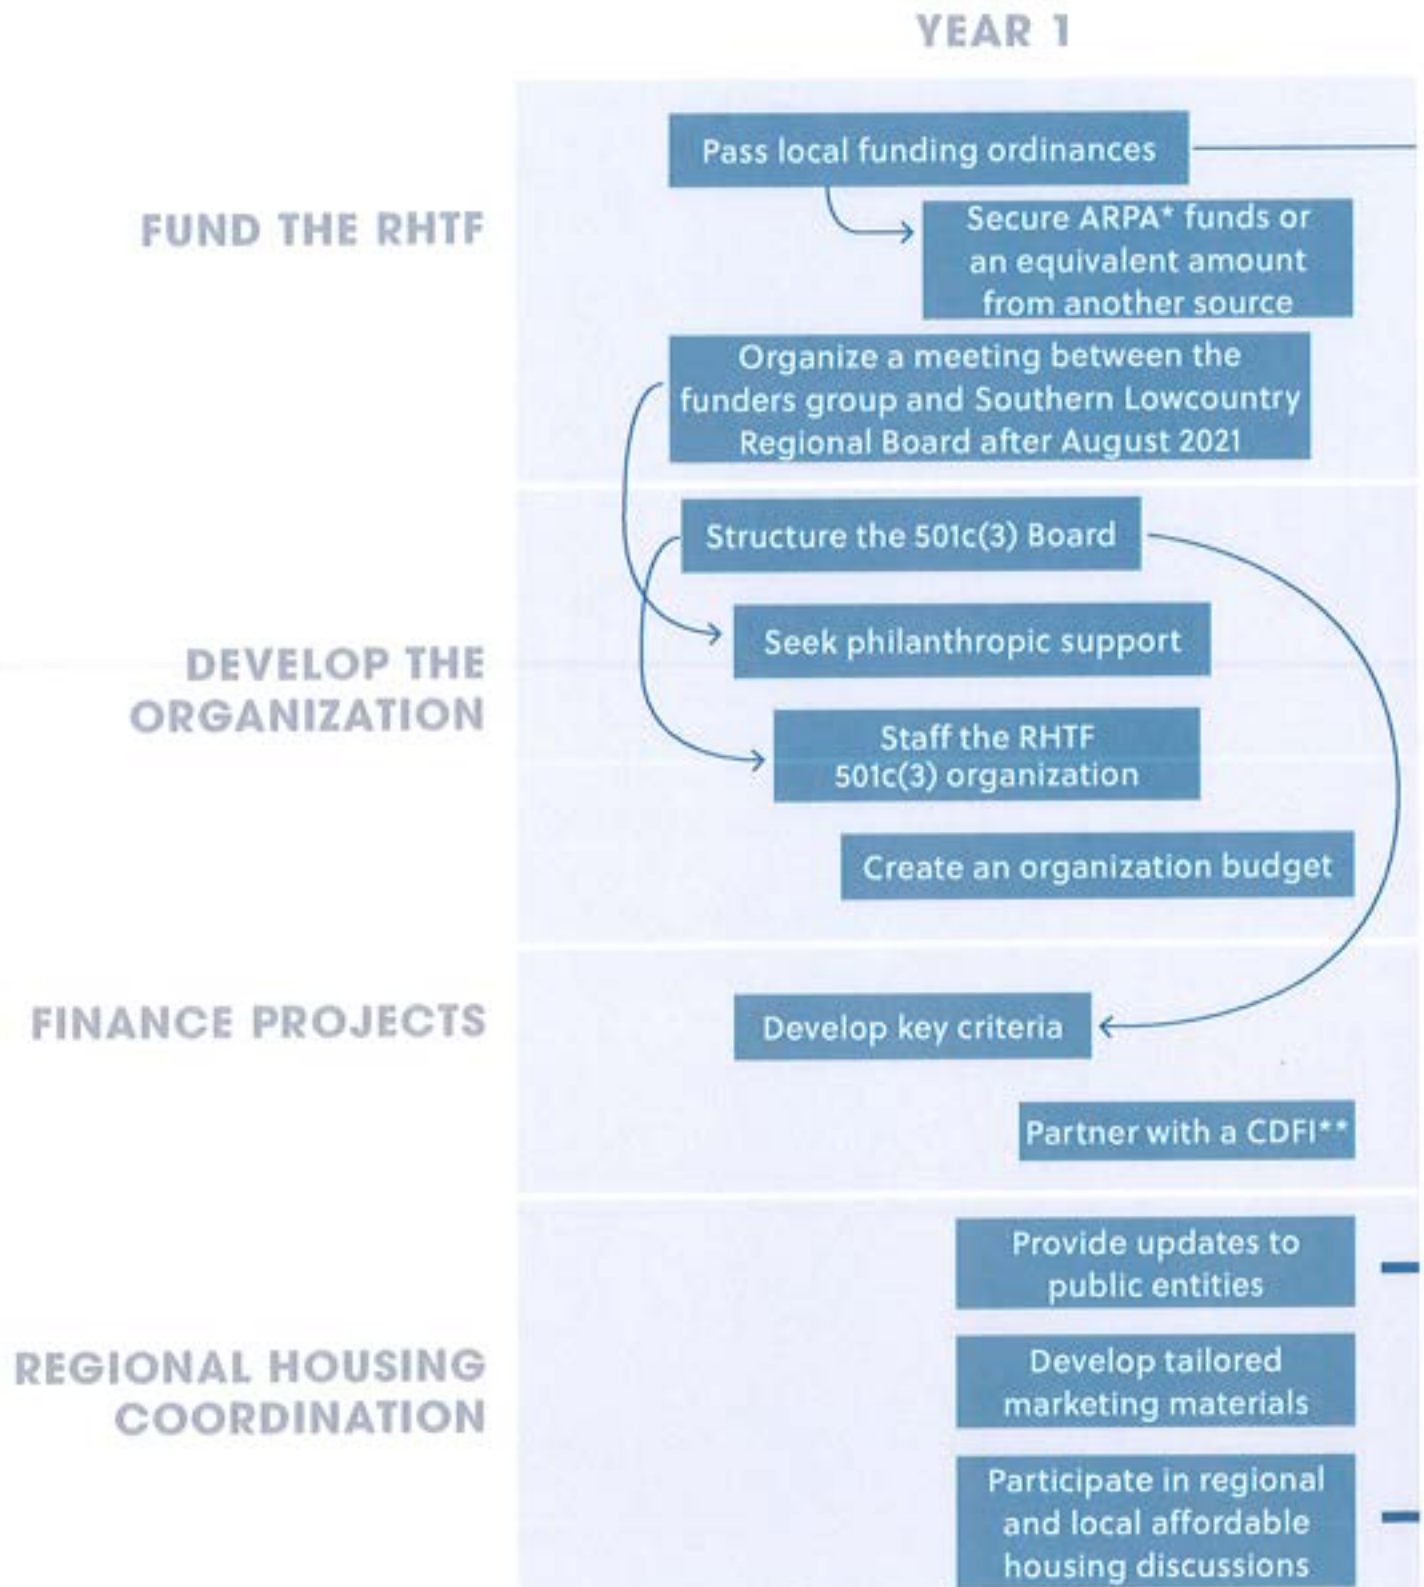 YEAR 1
FUND THE RHTF
Pass local funding ordinances
Secure ARPA* funds or
an equivalent amount
from another source
Organize a meeting between the
funders group and Southern Lowcountry
Regional Board after August 2021
DEVELOP THE
ORGANIZATION
Structure the 501c(3) Board
Seek philanthropic support
Staff the RHTF
501c(3) organization
Create an organization budget
FINANCE PROJECTS
Develop key criteria
Partner with a CDFI**
REGIONAL HOUSING
COORDINATION
Provide updates to
public entities
Develop tailored
marketing materials
Participate in regional
and local affordable
housing discussions